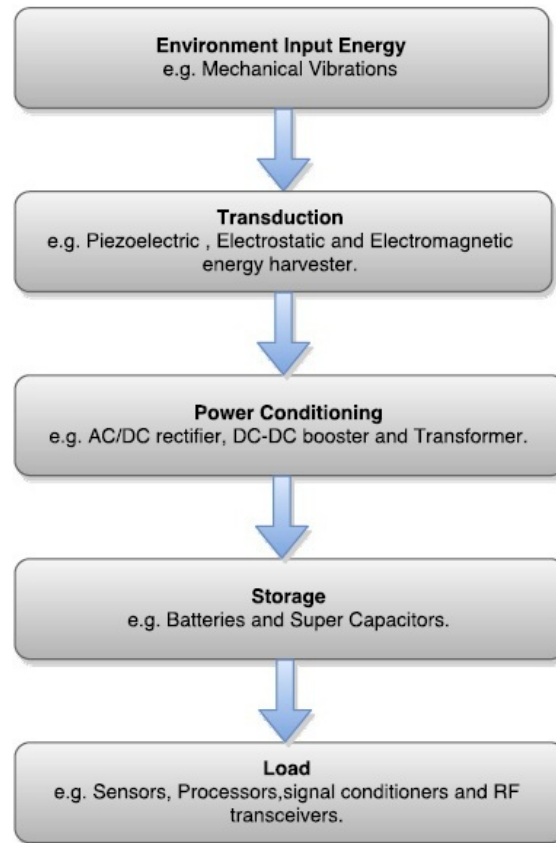 Environment Input Energy
e.g. Mechanical Vibrations
Transduction
e.g. Piezoelectric , Electrostatic and Electromagnetic
energy harvester.
Power Conditioning
e.g. AC/DC rectifier, DC-DC booster and Transformer.
Storage
e.g. Batteries and Super Capacitors.
Load
e.g. Sensors, Processors,signal conditioners and RF
transceivers.